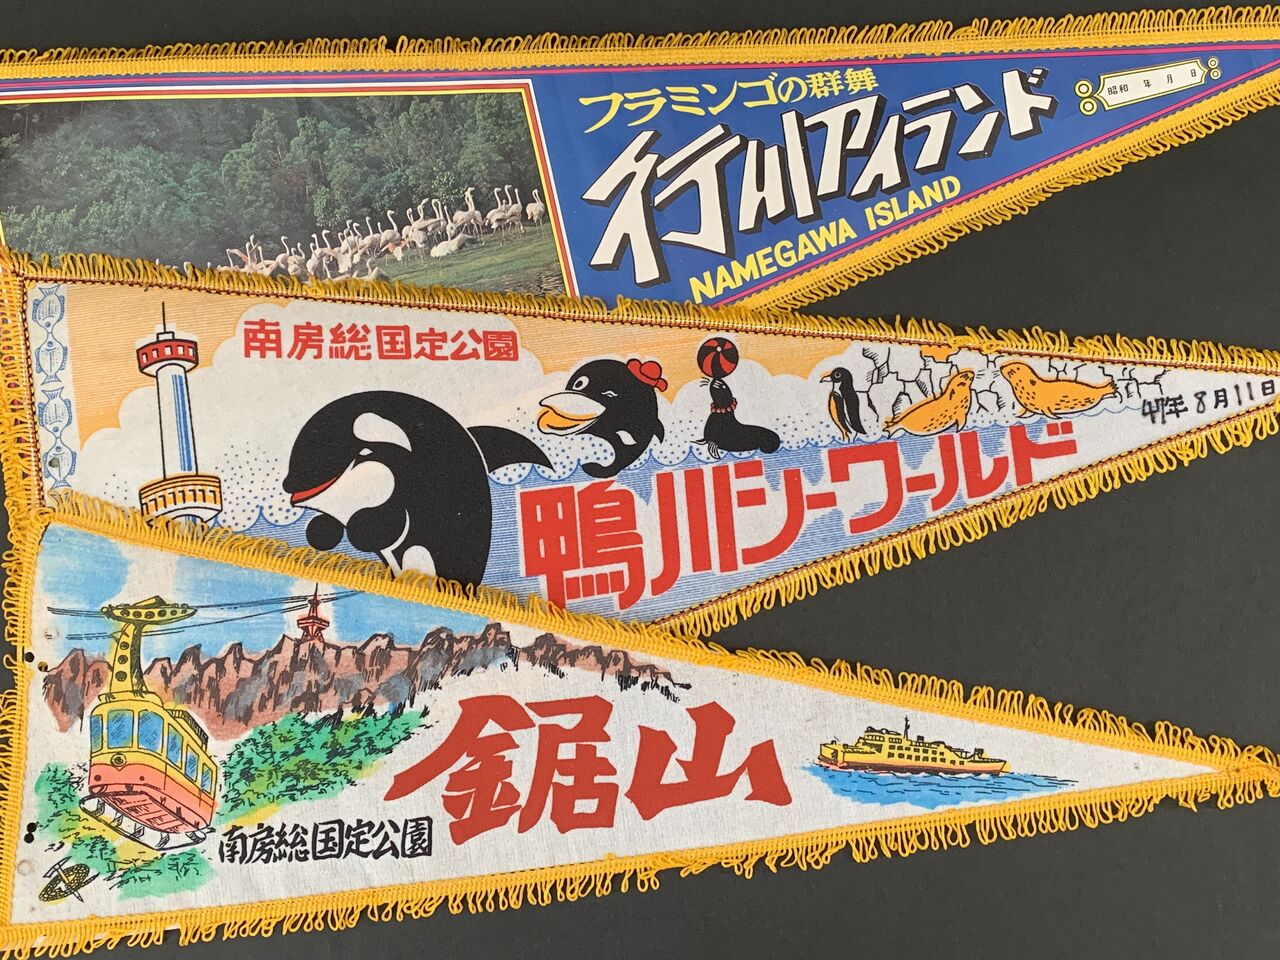 フラミンゴの群舞
行川アイランド
NAMEGAWA ISLAND
昭和 年 月 日
南房総国定公園
鴨川シーワールド
47年8月11日
鋸山
南房総国定公園